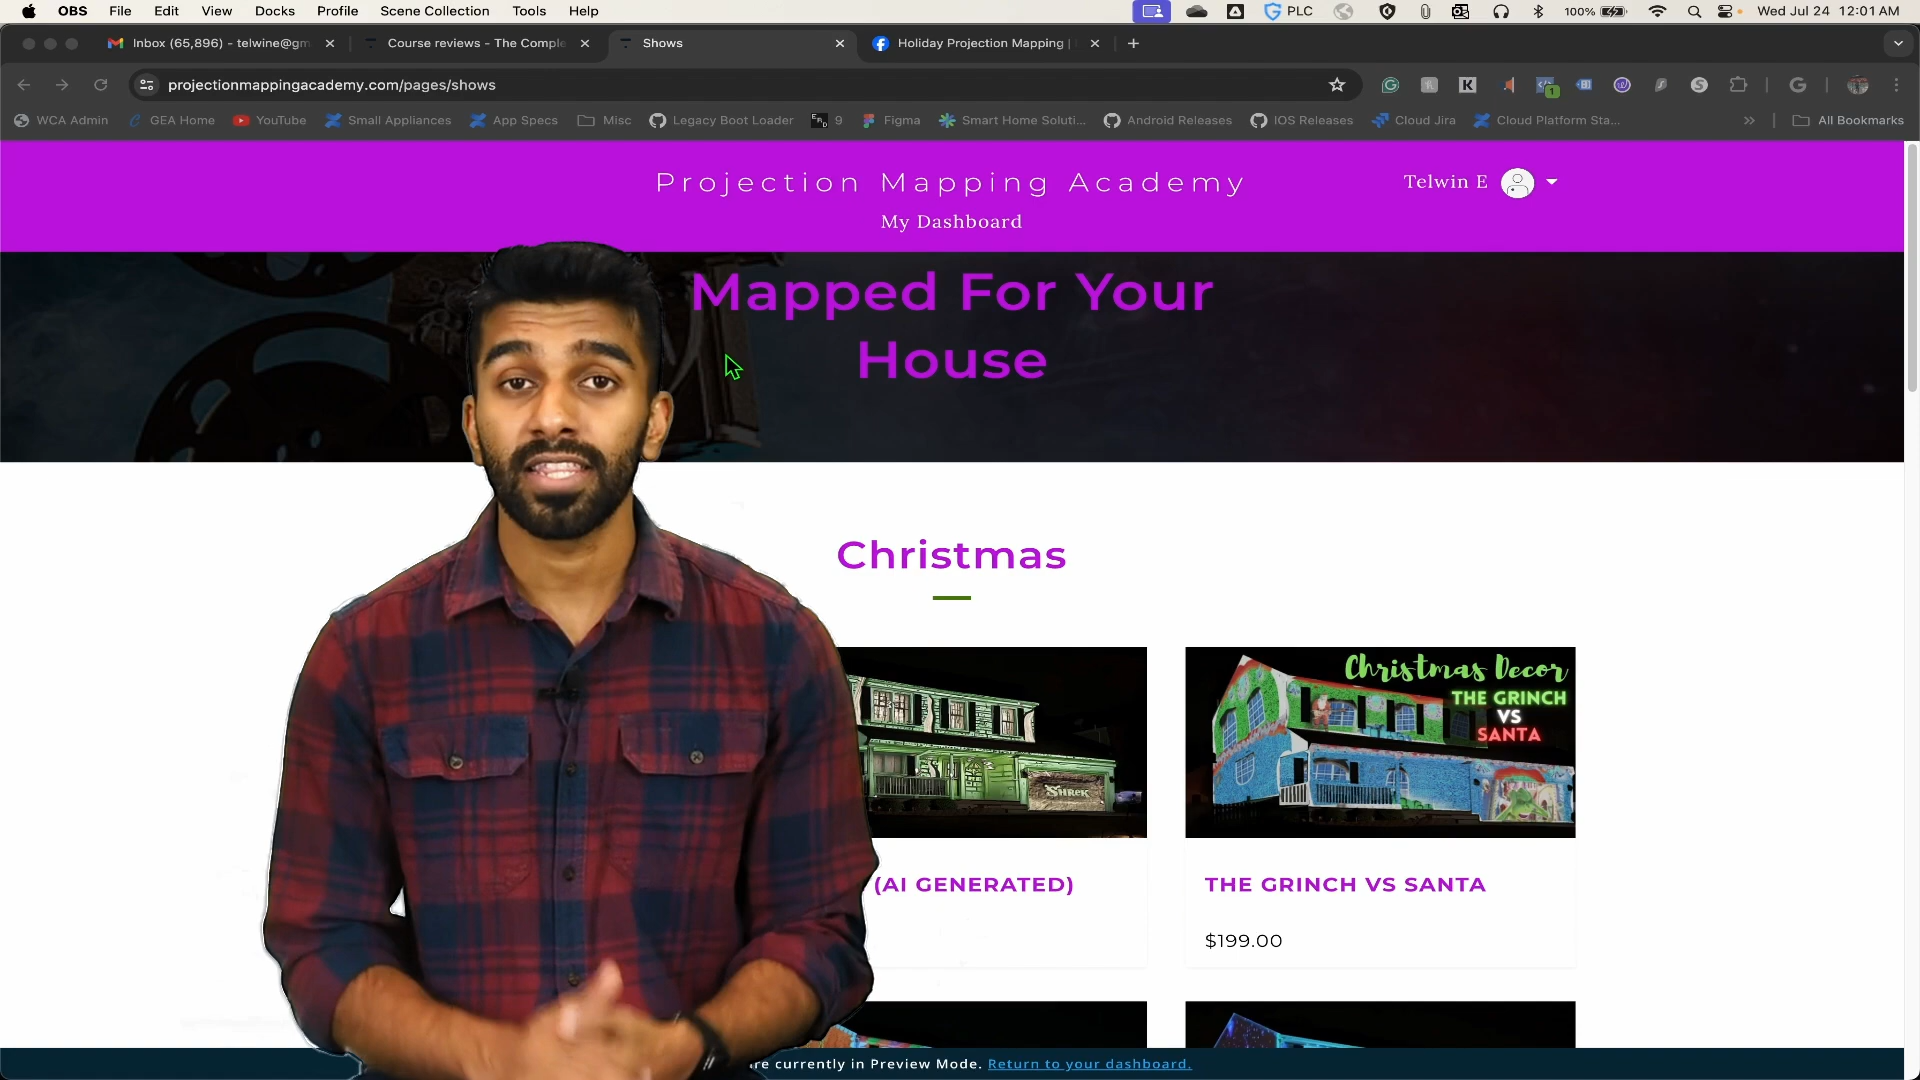 OBS File Edit View Docks Profile Scene Collection Tools Help PLC 100% Wed Jul 24 12:01 AM
Inbox (65,896) - telwine@gm Course reviews - The Comple Shows Holiday Projection Mapping |
projectionmappingacademy.com/pages/shows
WCA Admin GEA Home YouTube Small Appliances App Specs Misc Legacy Boot Loader 9 Figma Smart Home Soluti... Android Releases IOS Releases Cloud Jira Cloud Platform Sta... All Bookmarks
Projection Mapping Academy
Telwin E
My Dashboard
Mapped For Your
House
Christmas
SHREK
Christmas Decor
THE GRINCH
VS
SANTA
(AI GENERATED)
THE GRINCH VS SANTA
$199.00
re currently in Preview Mode. Return to your dashboard.